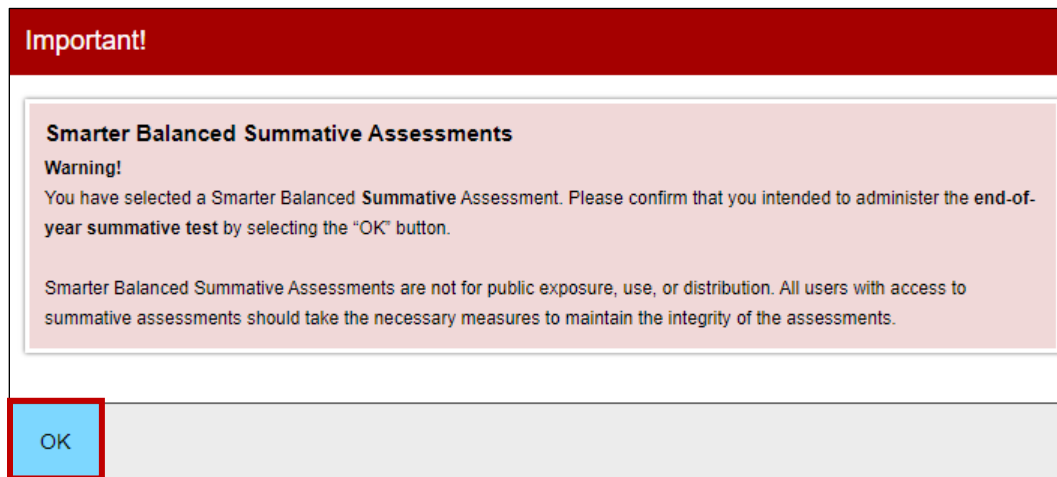 Important!
Smarter Balanced Summative Assessments
Warning!
You have selected a Smarter Balanced Summative Assessment. Please confirm that you intended to administer the end-of-
year summative test by selecting the “OK” button.
Smarter Balanced Summative Assessments are not for public exposure, use, or distribution. All users with access to
summative assessments should take the necessary measures to maintain the integrity of the assessments.
OK